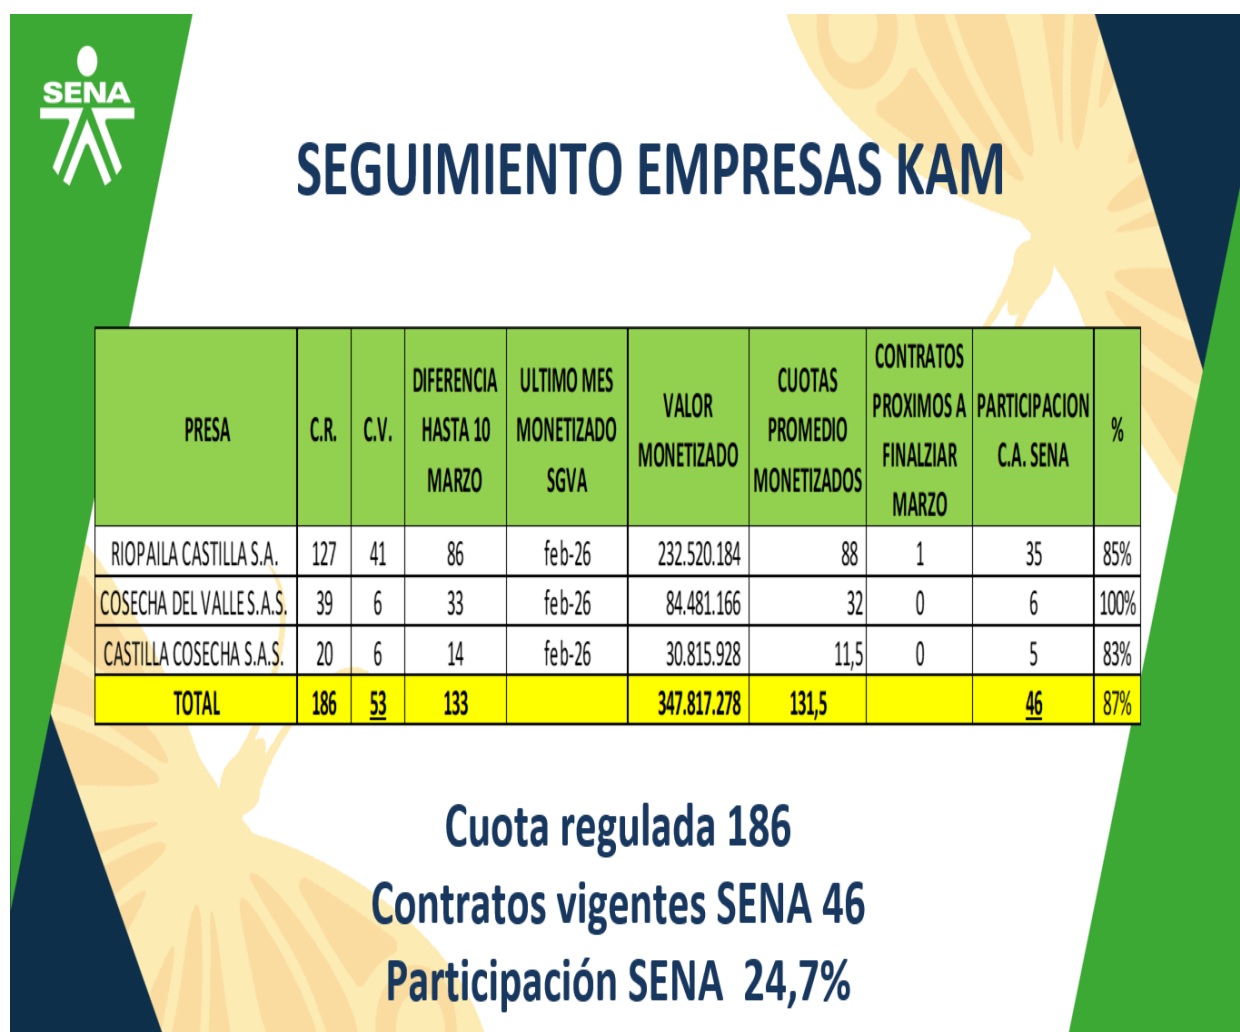 SENA
SEGUIMIENTO EMPRESAS KAM
PRESA C.R. C.V. DIFERENCIA HASTA 10 MARZO ULTIMO MES MONETIZADO SGVA VALOR MONETIZADO CUOTAS PROMEDIO MONETIZADOS CONTRATOS PROXIMOS A FINALZIAR MARZO PARTICIPACION C.A. SENA %
RIOPAILA CASTILLA S.A. 127 41 86 feb-26 232.520.184 88 1 35 85%
COSECHA DEL VALLE S.A.S. 39 6 33 feb-26 84.481.166 32 0 6 100%
CASTILLA COSECHA S.A.S. 20 6 14 feb-26 30.815.928 11,5 0 5 83%
TOTAL 186 53 133 347.817.278 131,5 46 87%
Cuota regulada 186
Contratos vigentes SENA 46
Participación SENA 24,7%